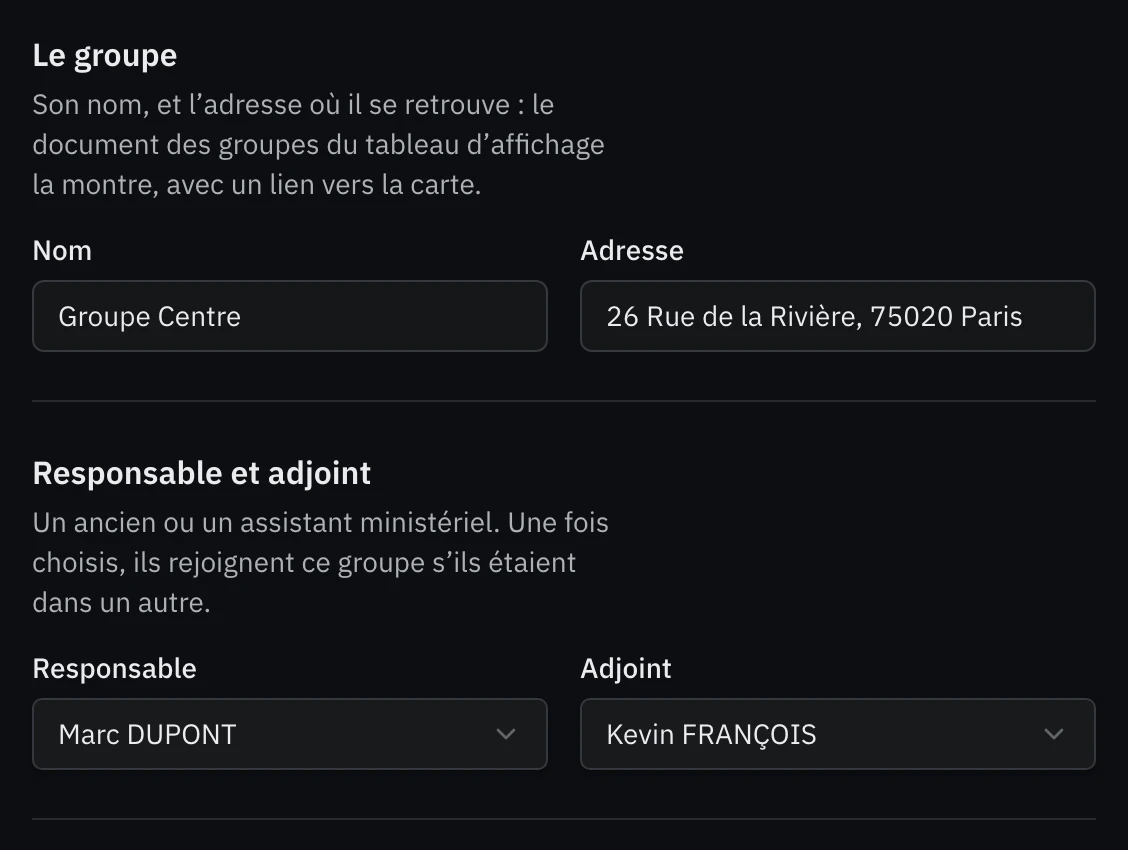 Le groupe
Son nom, et l’adresse où il se retrouve : le
document des groupes du tableau d’affichage
la montre, avec un lien vers la carte.
Nom
Adresse
Groupe Centre
26 Rue de la Rivière, 75020 Paris
Responsable et adjoint
Un ancien ou un assistant ministériel. Une fois
choisis, ils rejoignent ce groupe s’ils étaient
dans un autre.
Responsable
Adjoint
Marc DUPONT
Kevin FRANÇOIS